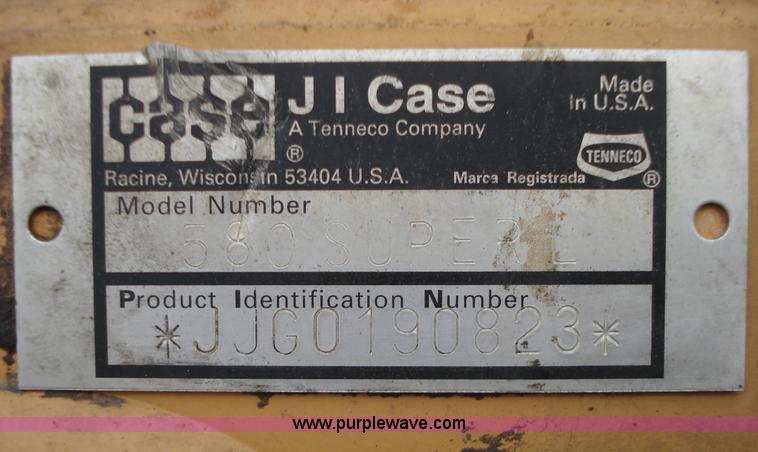 case
J I Case
A Tenneco Company
®
Made
In U.S.A.
TENNECO
®
Racine, Wisconsin 53404 U.S.A.
Marca Registrada
Model Number
580 SUPER L
Product Identification Number
*JJG0190823*
www.purplewave.com